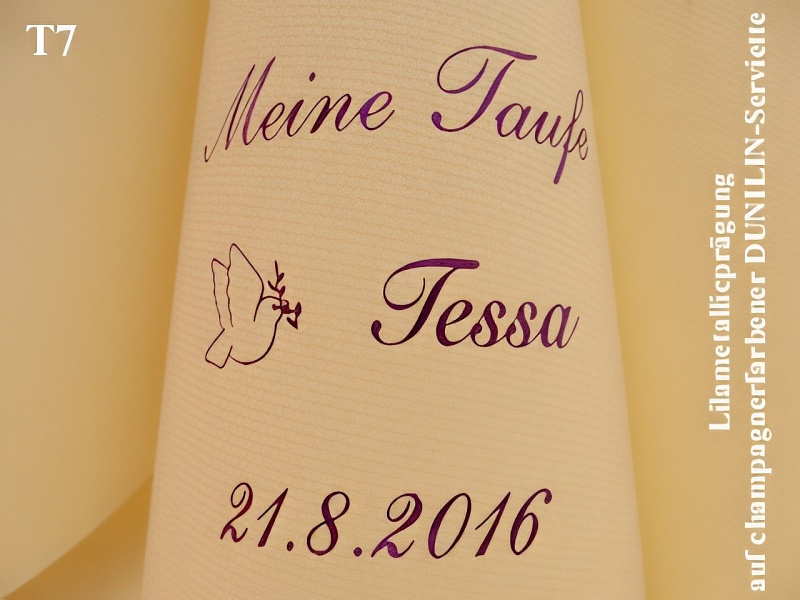 T7
Meine Taufe
Tessa
21.8.2016
Lilametallicprägung
auf champagnerfarbener DUNILIN-Serviette